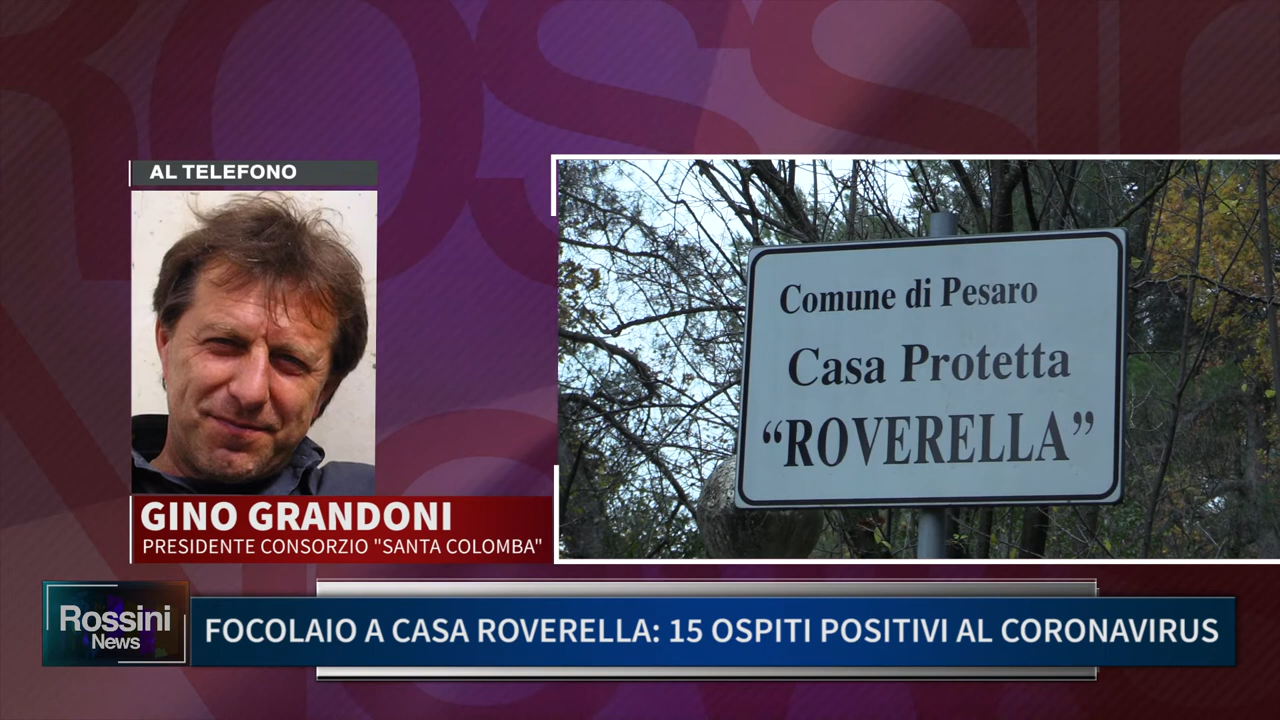 AL TELEFONO
GINO GRANDONI
PRESIDENTE CONSORZIO "SANTA COLOMBA"
Comune di Pesaro
Casa Protetta
“ROVERELLA”
Rossini
News
FOCOLAIO A CASA ROVERELLA: 15 OSPITI POSITIVI AL CORONAVIRUS